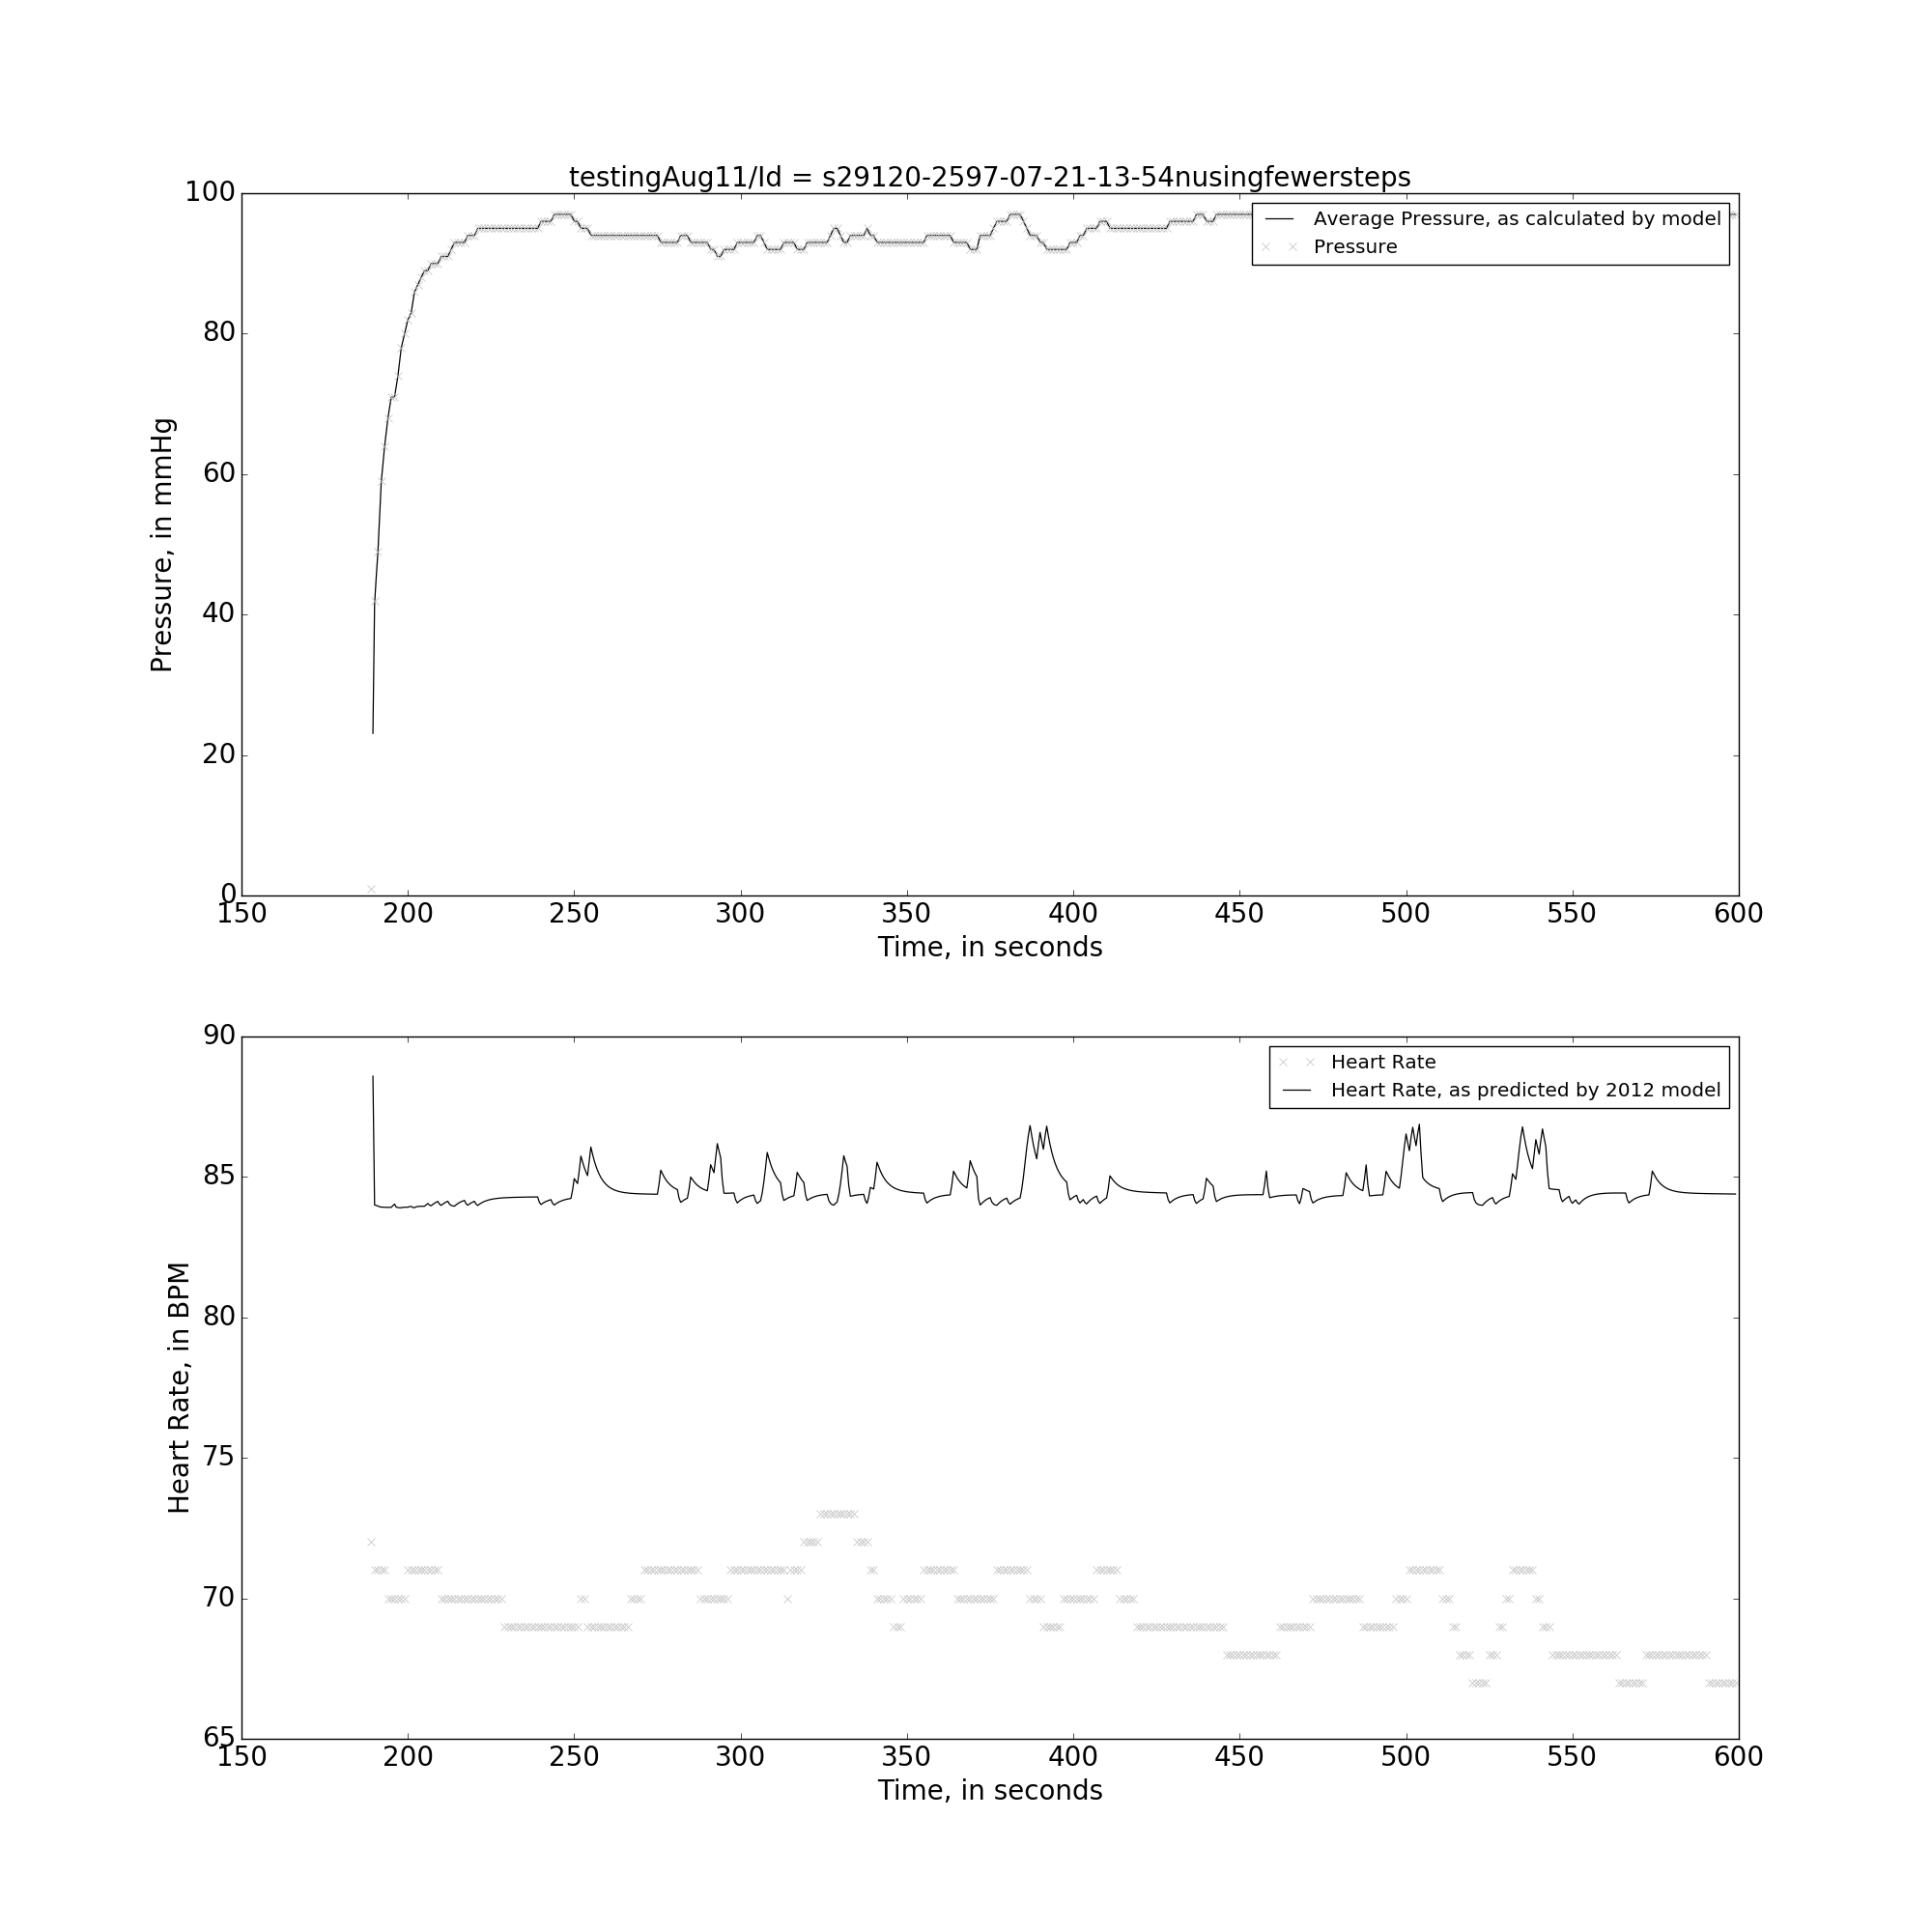 testingAug11/Id = s29120-2597-07-21-13-54nusingfewersteps
100
80
60
40
20
0
Pressure, in mmHg
Average Pressure, as calculated by model
Pressure
150 200 250 300 350 400 450 500 550 600
Time, in seconds
90
85
80
75
70
65
Heart Rate, in BPM
Heart Rate
Heart Rate, as predicted by 2012 model
150 200 250 300 350 400 450 500 550 600
Time, in seconds